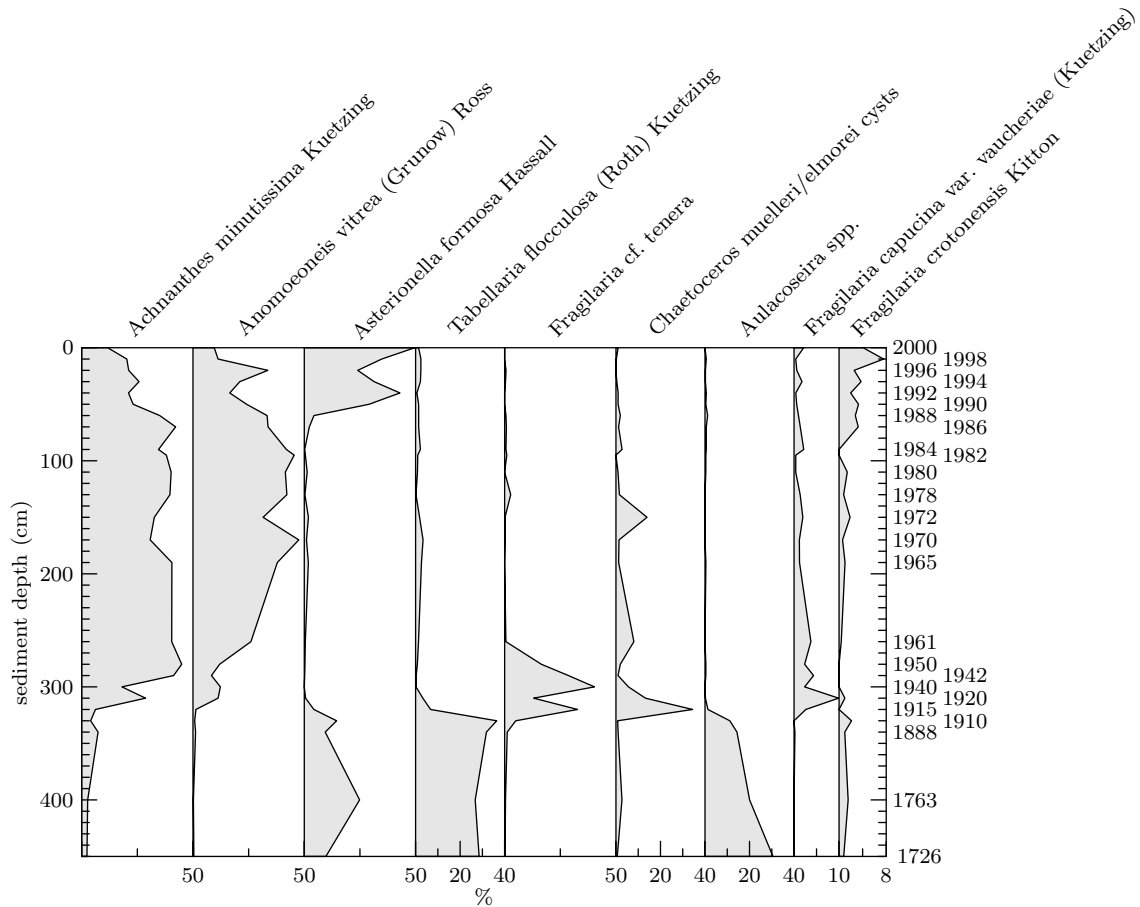 Achnanthes minutissima Kuetzing
Anomoeoneis vitrea (Grunow) Ross
Asterionella formosa Hassall
Tabellaria flocculosa (Roth) Kuetzing
Fragilaria cf. tenera
Chaetoceros muelleri/elmorei cysts
Aulacoseira spp.
Fragilaria capucina var. vaucheriae (Kuetzing)
Fragilaria crotonensis Kitton
sediment depth (cm)
0
100
200
300
400
2000
1998
1996
1994
1992
1990
1988
1986
1984
1982
1980
1978
1972
1970
1965
1961
1950
1942
1940
1920
1915
1910
1888
1763
1726
50 50 50 20 40 50 20 40 20 40 10 8
%